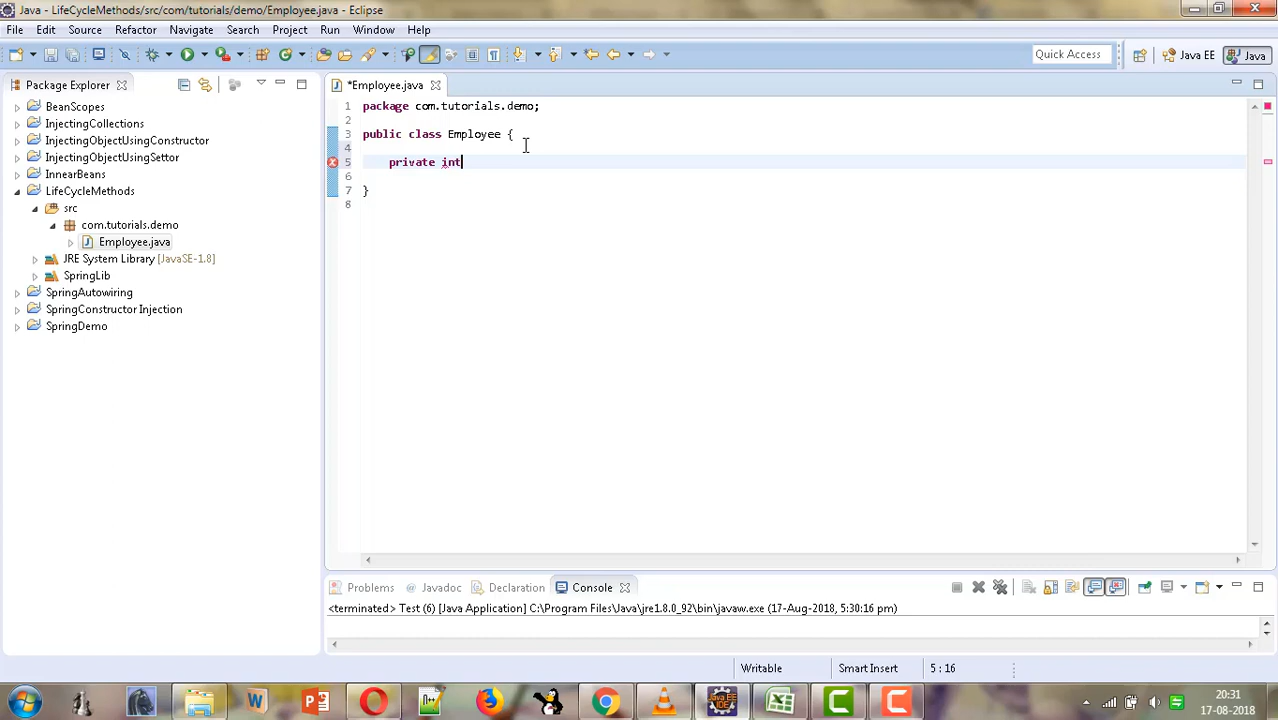 Java - LifeCycleMethods/src/com/tutorials/demo/Employee.java - Eclipse
File Edit Source Refactor Navigate Search Project Run Window Help
Quick Access Java EE Java
Package Explorer
*Employee.java
BeanScopes
InjectingCollections
InjectingObjectUsingConstructor
InjectingObjectUsingSettor
InnearBeans
LifeCycleMethods
src
com.tutorials.demo
Employee.java
JRE System Library [JavaSE-1.8]
SpringLib
SpringAutowiring
SpringConstructor Injection
SpringDemo
1 package com.tutorials.demo;
2
3 public class Employee {
4
5 private int
6
7 }
8
Problems Javadoc Declaration Console
<terminated> Test (6) [Java Application] C:\Program Files\Java\jre1.8.0_92\bin\javaw.exe (17-Aug-2018, 5:30:16 pm)
Writable Smart Insert 5 : 16
20:31
17-08-2018